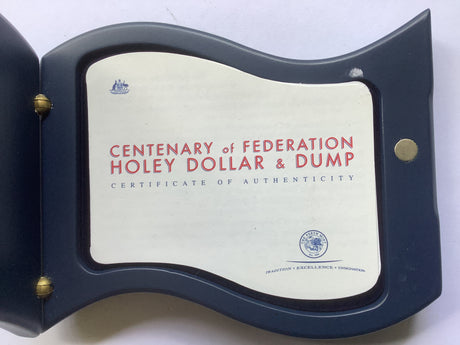 CENTENARY of FEDERATION
HOLEY DOLLAR & DUMP
CERTIFICATE OF AUTHENTICITY
TRADITION • EXCELLENCE • INNOVATION